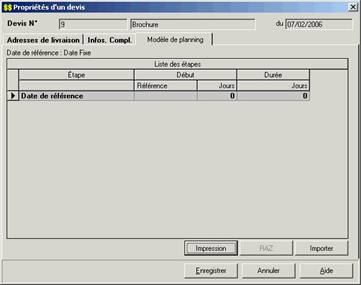 $$ Propriétés d'un devis
Devis N° 9 Brochure du 07/02/2006
Adresses de livraison Infos. Compl. Modèle de planning
Date de référence : Date Fixe
Liste des étapes
Étape Début Durée
Référence Jours Jours
Date de référence 0 0
Impression RAZ Importer
Enregistrer Annuler Aide